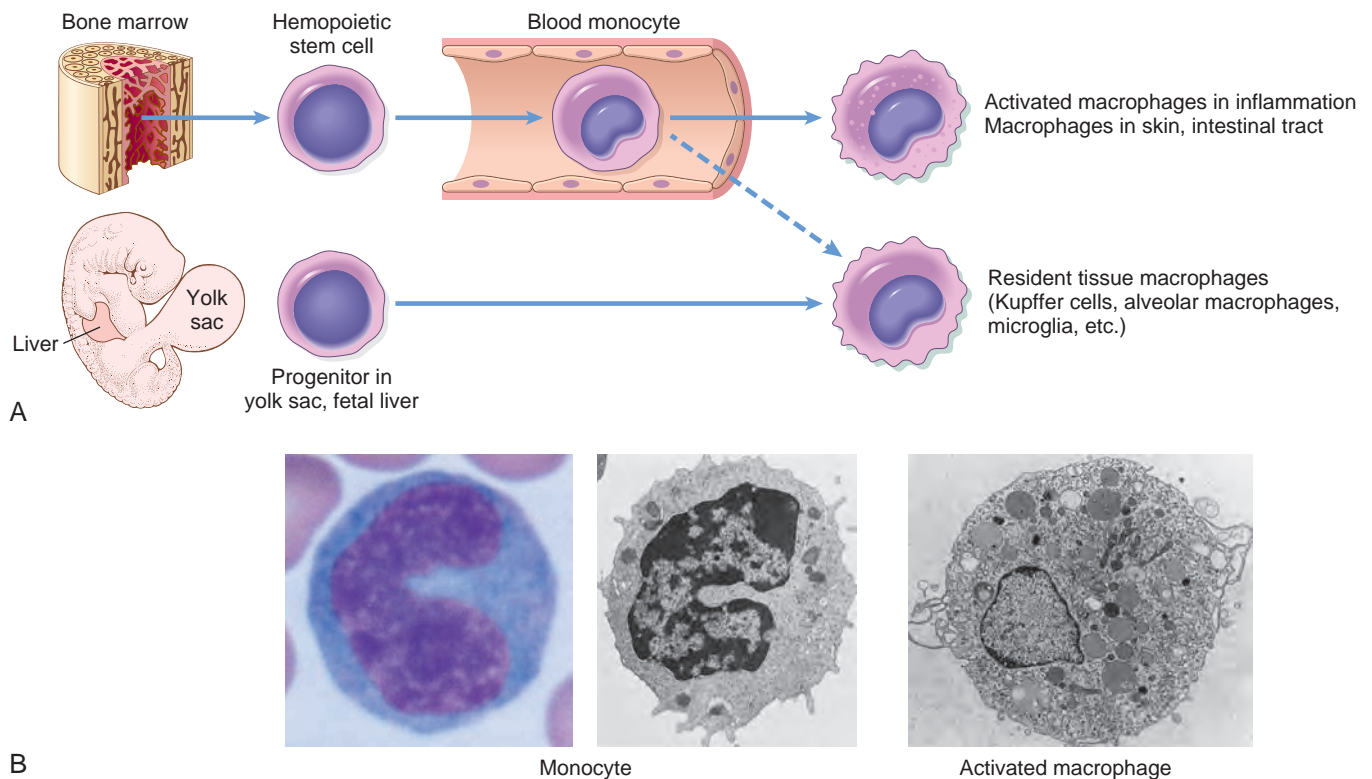 Bone marrow
Hemopoietic
stem cell
Blood monocyte
Activated macrophages in inflammation
Macrophages in skin, intestinal tract
Yolk
sac
Liver
Progenitor in
yolk sac, fetal liver
Resident tissue macrophages
(Kupffer cells, alveolar macrophages,
microglia, etc.)
A
B
Monocyte
Activated macrophage